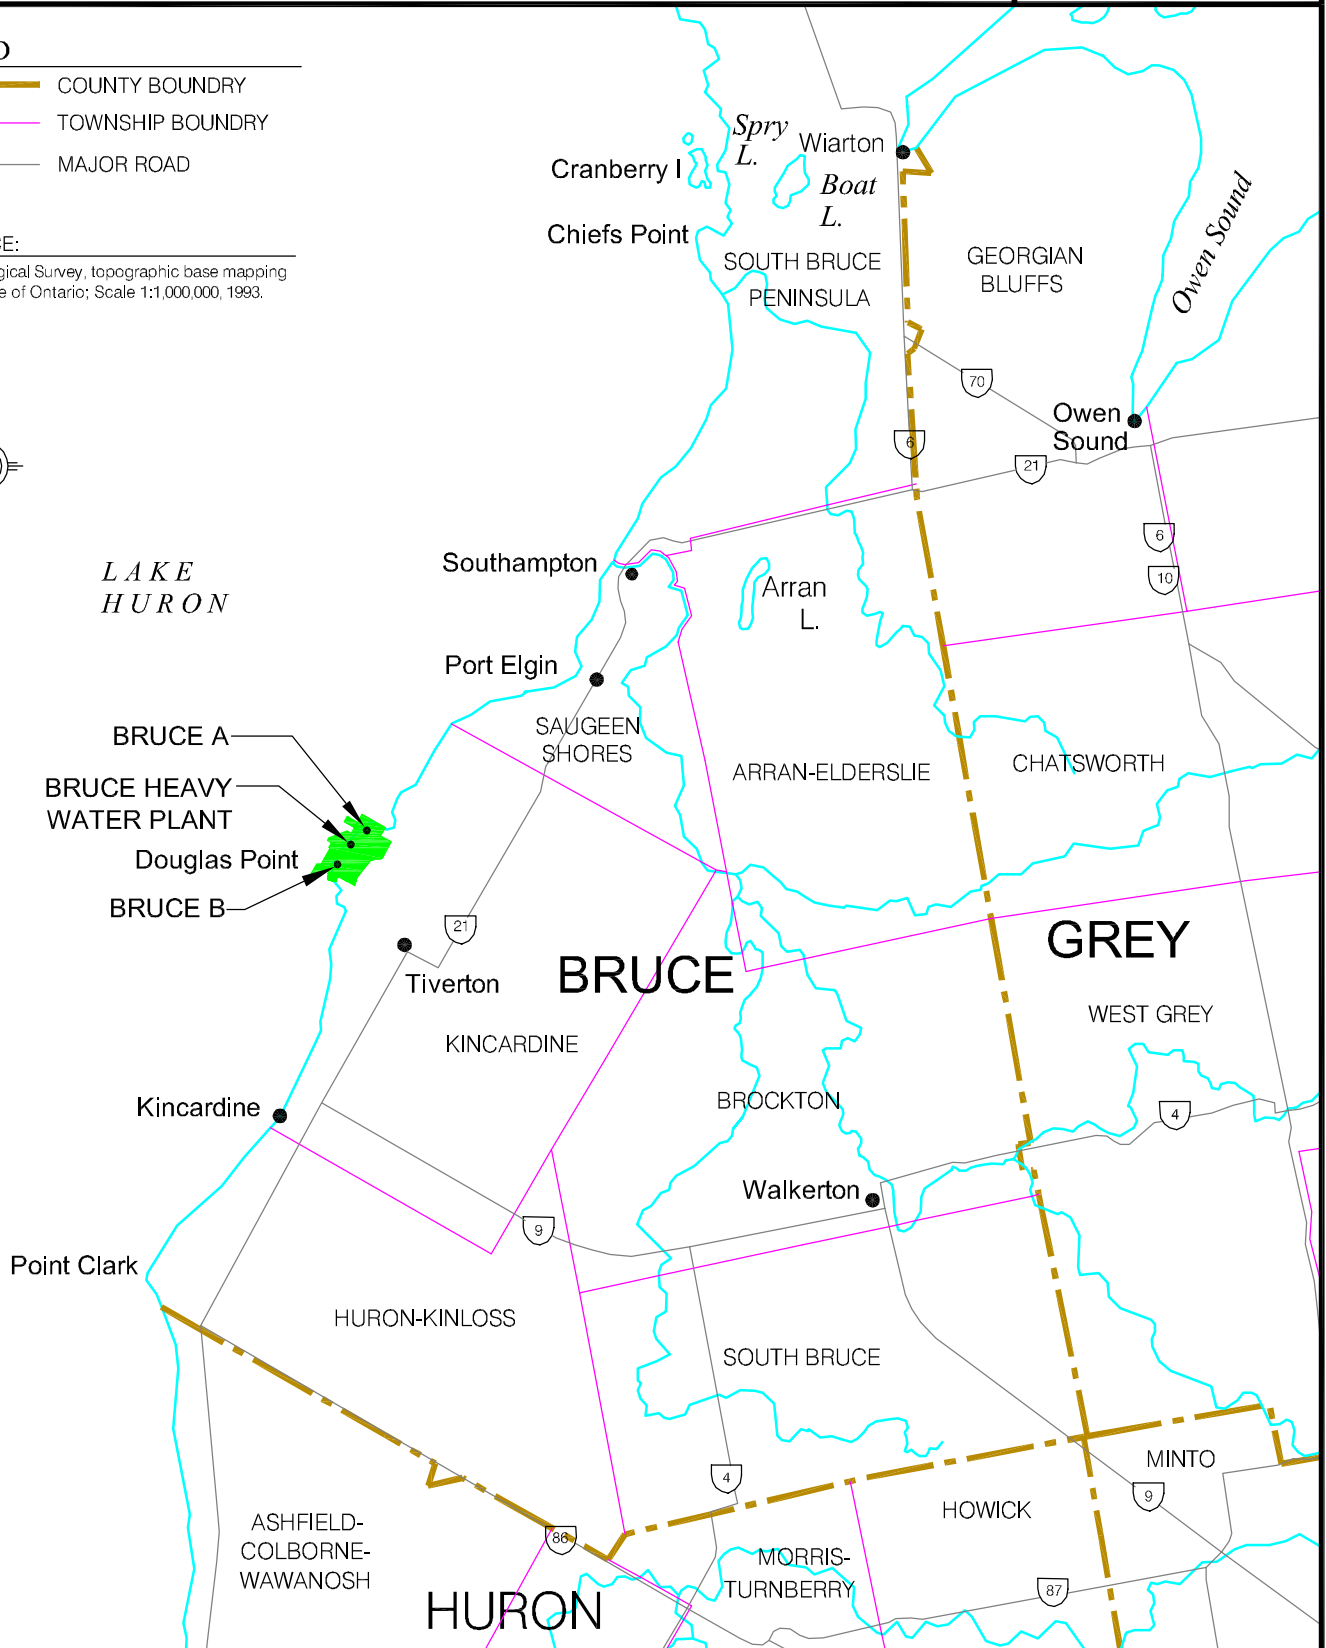 COUNTY BOUNDRY
TOWNSHIP BOUNDRY
MAJOR ROAD
CE:
gical Survey, topographic base mapping
e of Ontario; Scale 1:1,000,000, 1993.
Spry
L.
Wiarton
Cranberry I
Boat
L.
Chiefs Point
SOUTH BRUCE
PENINSULA
GEORGIAN
BLUFFS
Owen Sound
70
Owen
Sound
6
21
LAKE
HURON
Southampton
6
10
Arran
L.
Port Elgin
SAUGEEN
SHORES
BRUCE A
BRUCE HEAVY
WATER PLANT
Douglas Point
BRUCE B
ARRAN-ELDERSLIE
CHATSWORTH
21
Tiverton
BRUCE
GREY
KINCARDINE
WEST GREY
Kincardine
BROCKTON
4
Walkerton
9
Point Clark
HURON-KINLOSS
SOUTH BRUCE
4
MINTO
9
HOWICK
ASHFIELD-
COLBORNE-
WAWANOSH
86
MORRIS-
TURNBERRY
87
HURON